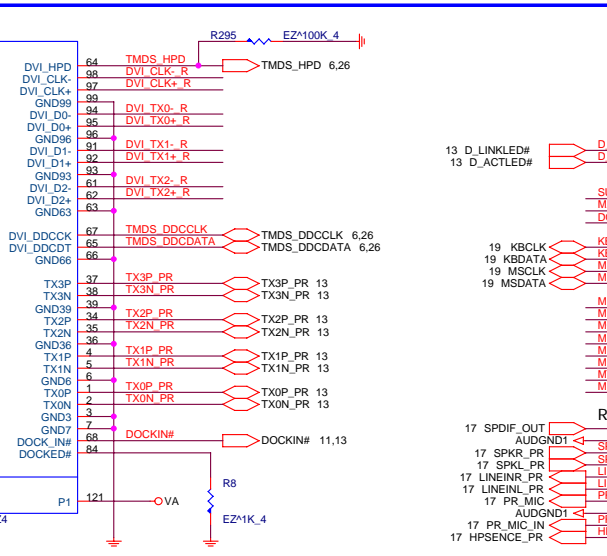 R295 EZ^100K_4
DVI_HPD 64 TMDS_HPD TMDS_HPD 6,26
DVI_CLK- 98 DVI_CLK-_R
DVI_CLK+ 97 DVI_CLK+_R
GND99 99
DVI_D0- 94 DVI_TX0-_R
DVI_D0+ 95 DVI_TX0+_R
GND96 96
DVI_D1- 91 DVI_TX1-_R
DVI_D1+ 92 DVI_TX1+_R
GND93 93
DVI_D2- 61 DVI_TX2-_R
DVI_D2+ 62 DVI_TX2+_R
GND63 63
DVI_DDCCK 67 TMDS_DDCCLK TMDS_DDCCLK 6,26
DVI_DDCDT 65 TMDS_DDCDATA TMDS_DDCDATA 6,26
GND66 66
TX3P 37 TX3P_PR TX3P_PR 13
TX3N 38 TX3N_PR TX3N_PR 13
GND39 39
TX2P 34 TX2P_PR TX2P_PR 13
TX2N 35 TX2N_PR TX2N_PR 13
GND36 36
TX1P 4 TX1P_PR TX1P_PR 13
TX1N 5 TX1N_PR TX1N_PR 13
GND6 6
TX0P 1 TX0P_PR TX0P_PR 13
TX0N 2 TX0N_PR TX0N_PR 13
GND3 3
GND7 7
DOCK_IN# 68 DOCKIN# DOCKIN# 11,13
DOCKED# 84
R8
P1 121 VA
EZ^1K_4
13 D_LINKLED#
13 D_ACTLED#
19 KBCLK
19 KBDATA
19 MSCLK
19 MSDATA
17 SPDIF_OUT
AUDGND1
17 SPKR_PR
17 SPKL_PR
17 LINEINR_PR
17 LINEINL_PR
17 PR_MIC
AUDGND1
17 PR_MIC_IN
17 HPSENCE_PR